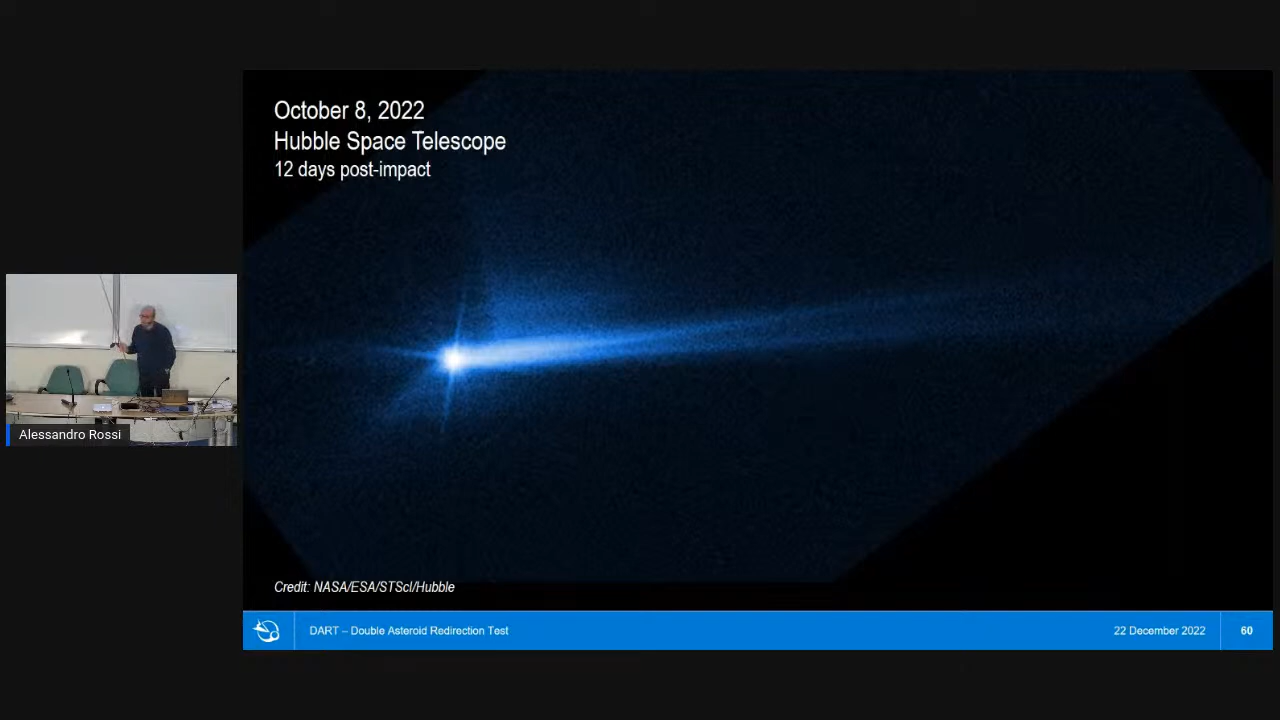 October 8, 2022
Hubble Space Telescope
12 days post-impact
Alessandro Rossi
Credit: NASA/ESA/STScI/Hubble
DART – Double Asteroid Redirection Test
22 December 2022
60